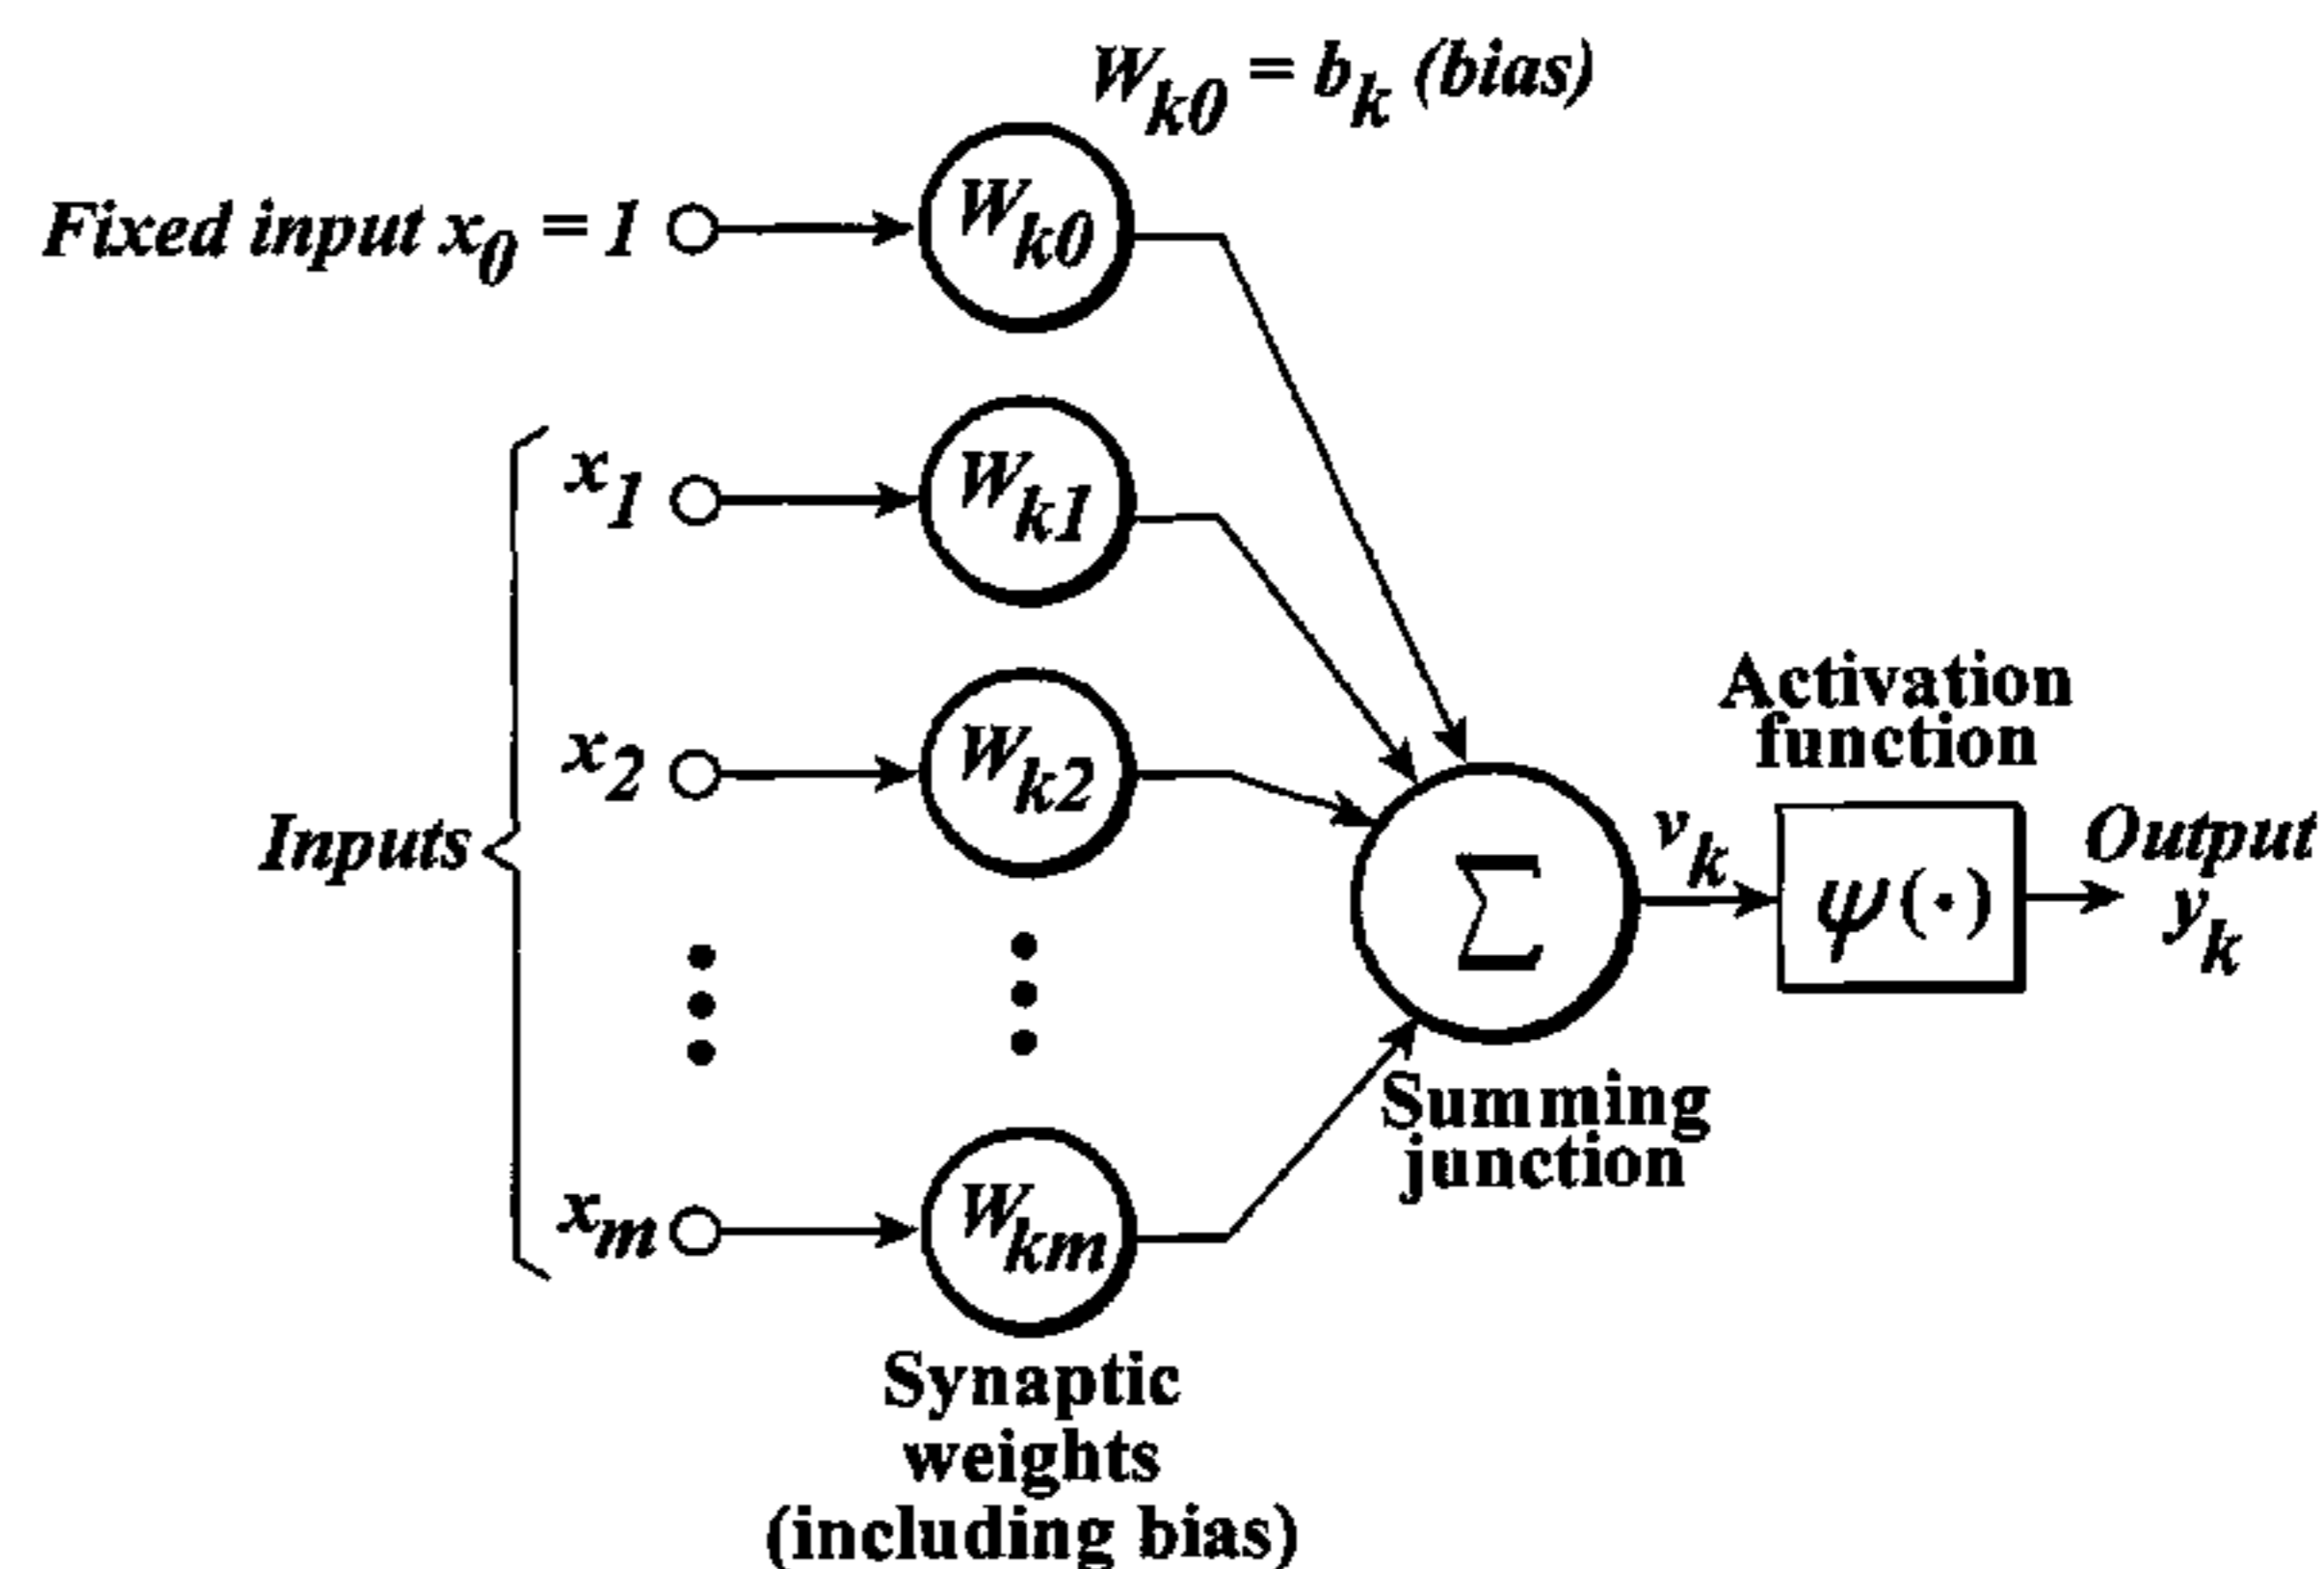 W_k0 = b_k (bias)
Fixed input x_0 = 1
W_k0
x_1
W_k1
x_2
W_k2
Inputs
x_m
W_km
Synaptic
weights
(including bias)
Σ
Summing
junction
v_k
Activation
function
ψ(·)
Output
y_k